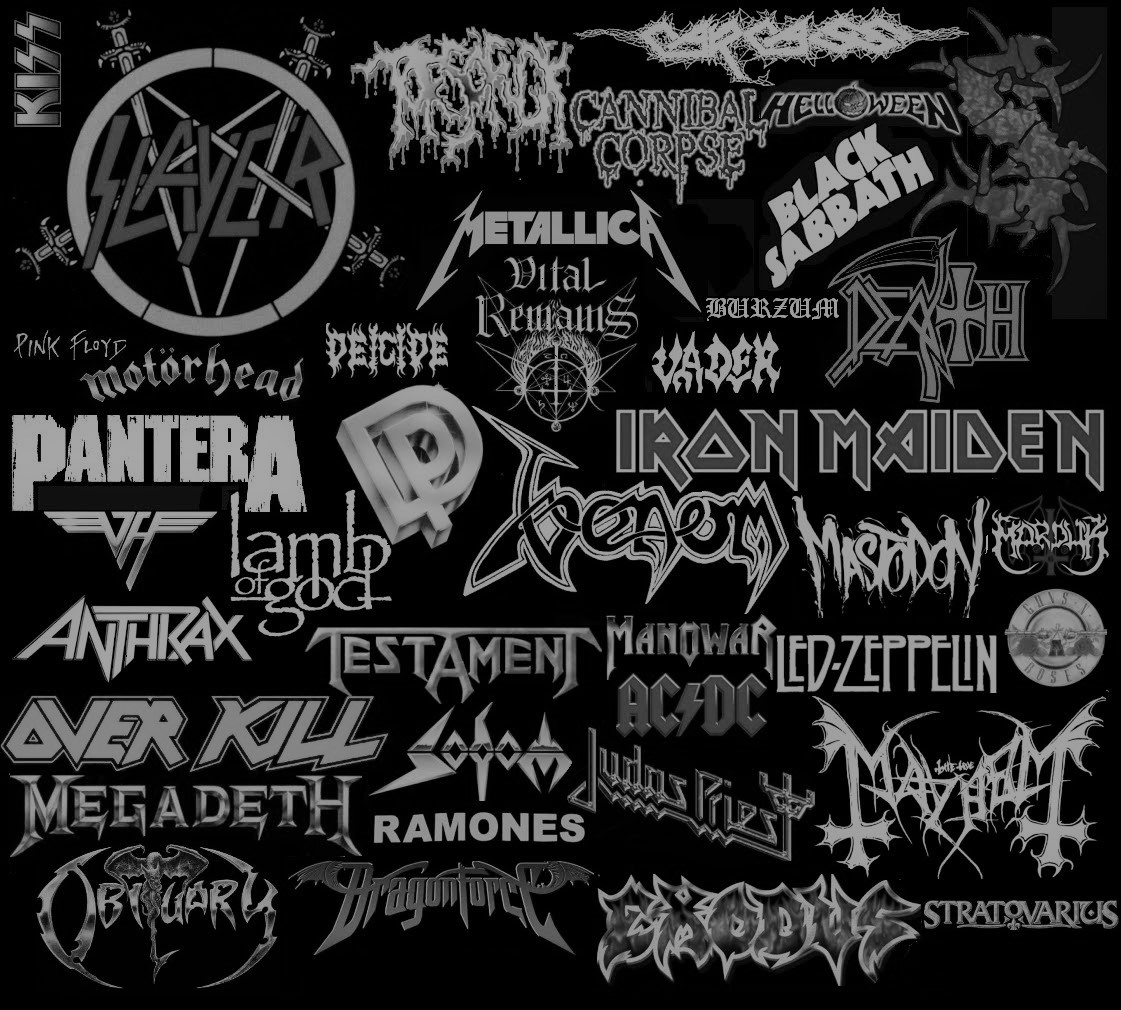 KISS
SLAYER
CARCASS
CANNIBAL
CORPSE
HELLOWEEN
BLACK
SABBATH
METALLICA
Vital
Remains
BURZUM
DEATH
PINK FLOYD
motörhead
DEICIDE
VADER
PANTERA
IRON MAIDEN
VH
lamb
of god
venom
MASTODON
MARDUK
ANTHRAX
TESTAMENT
MANOWAR
AC/DC
LED-ZEPPELIN
GUNS N'
ROSES
OVER KILL
SODOM
Judas Priest
THE TRUE
MAYHEM
MEGADETH
RAMONES
OBITUARY
Dragonforce
EXODUS
STRATOVARIUS